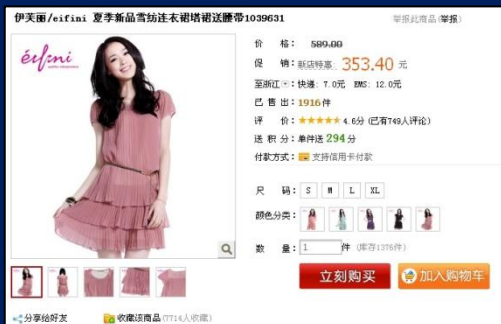 伊芙丽/eifini 夏季新品雪纺连衣裙塔裙送腰带1039631
举报此商品(举报)
éifini
价 格: 589.00
促 销: 新店特惠: 353.40 元
至浙江: 快递: 7.0元 EMS: 12.0元
已 售 出: 1916件
评 价: 4.6分 (已有749人评论)
送 积 分: 单件送 294 分
付款方式: 支持信用卡付款
尺 码: S M L XL
颜色分类:
数 量: 1 件 (库存1376件)
立刻购买 加入购物车
分享给好友 收藏该商品 (7714人收藏)